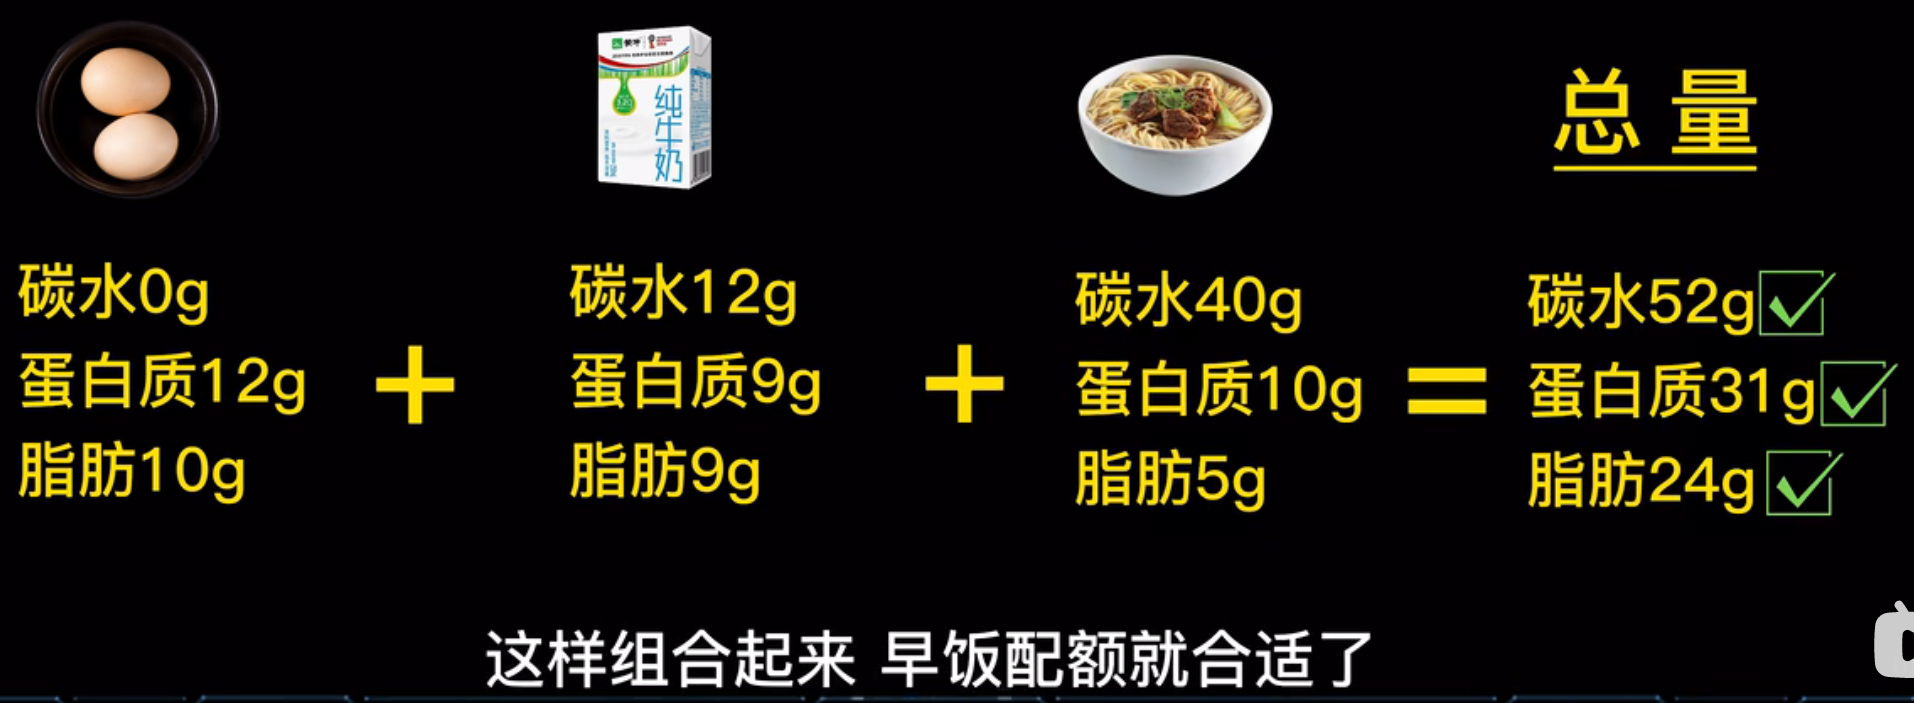 蒙牛
纯牛奶
总量
碳水0g
蛋白质12g
脂肪10g
+
碳水12g
蛋白质9g
脂肪9g
+
碳水40g
蛋白质10g
脂肪5g
=
碳水52g
蛋白质31g
脂肪24g
这样组合起来 早饭配额就合适了